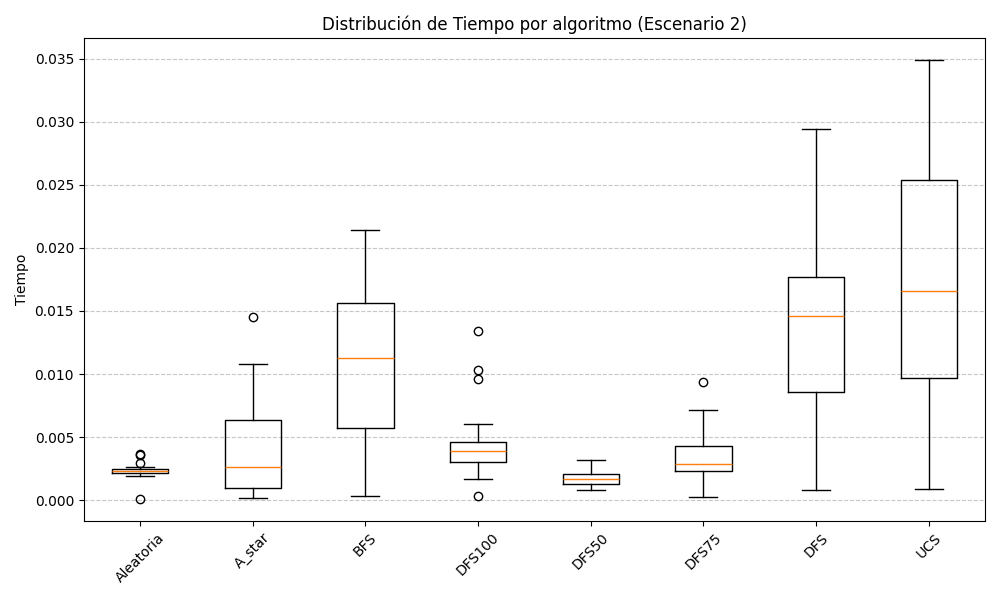 Distribución de Tiempo por algoritmo (Escenario 2)
0.035
0.030
0.025
0.020
0.015
0.010
0.005
0.000
Tiempo
Aleatoria
A_star
BFS
DFS100
DFS50
DFS75
DFS
UCS